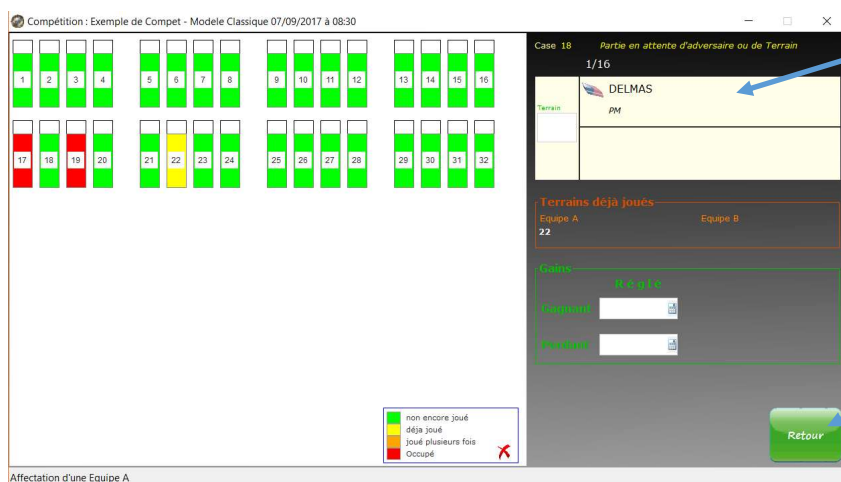 Compétition : Exemple de Compet - Modele Classique 07/09/2017 à 08:30
1 2 3 4 5 6 7 8 9 10 11 12 13 14 15 16
17 18 19 20 21 22 23 24 25 26 27 28 29 30 31 32
non encore joué
déja joué
joué plusieurs fois
Occupé
Case 18 Partie en attente d'adversaire ou de Terrain
1/16
DELMAS
Terrain
PM
Terrains déjà joués
Equipe A Equipe B
22
Gains
Réglé
Gagnant
Perdant
Retour
Affectation d'une Equipe A